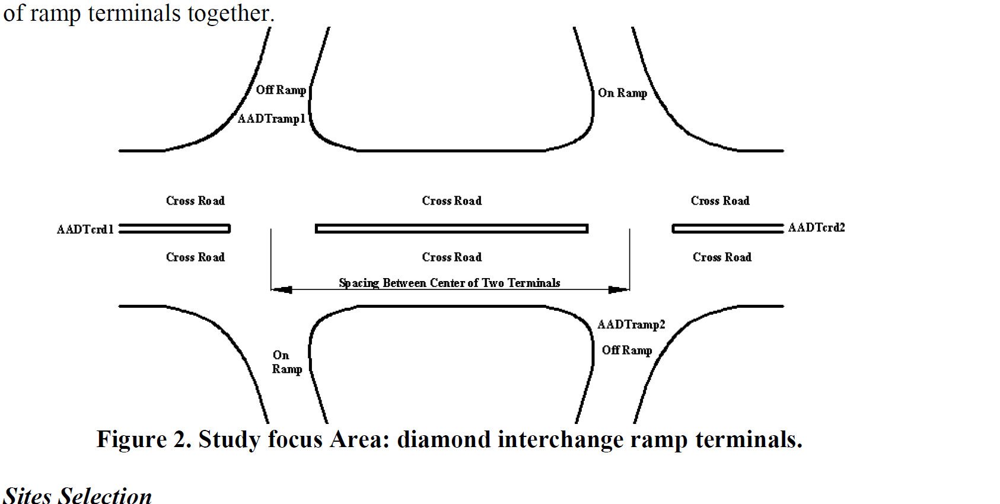 of ramp terminals together.
Off Ramp
On Ramp
AADTramp1
Cross Road
Cross Road
Cross Road
AADTcrd1
AADTcrd2
Cross Road
Cross Road
Cross Road
Spacing Between Center of Two Terminals
AADTramp2
Off Ramp
On
Ramp
Figure 2. Study focus Area: diamond interchange ramp terminals.
Sites Selection